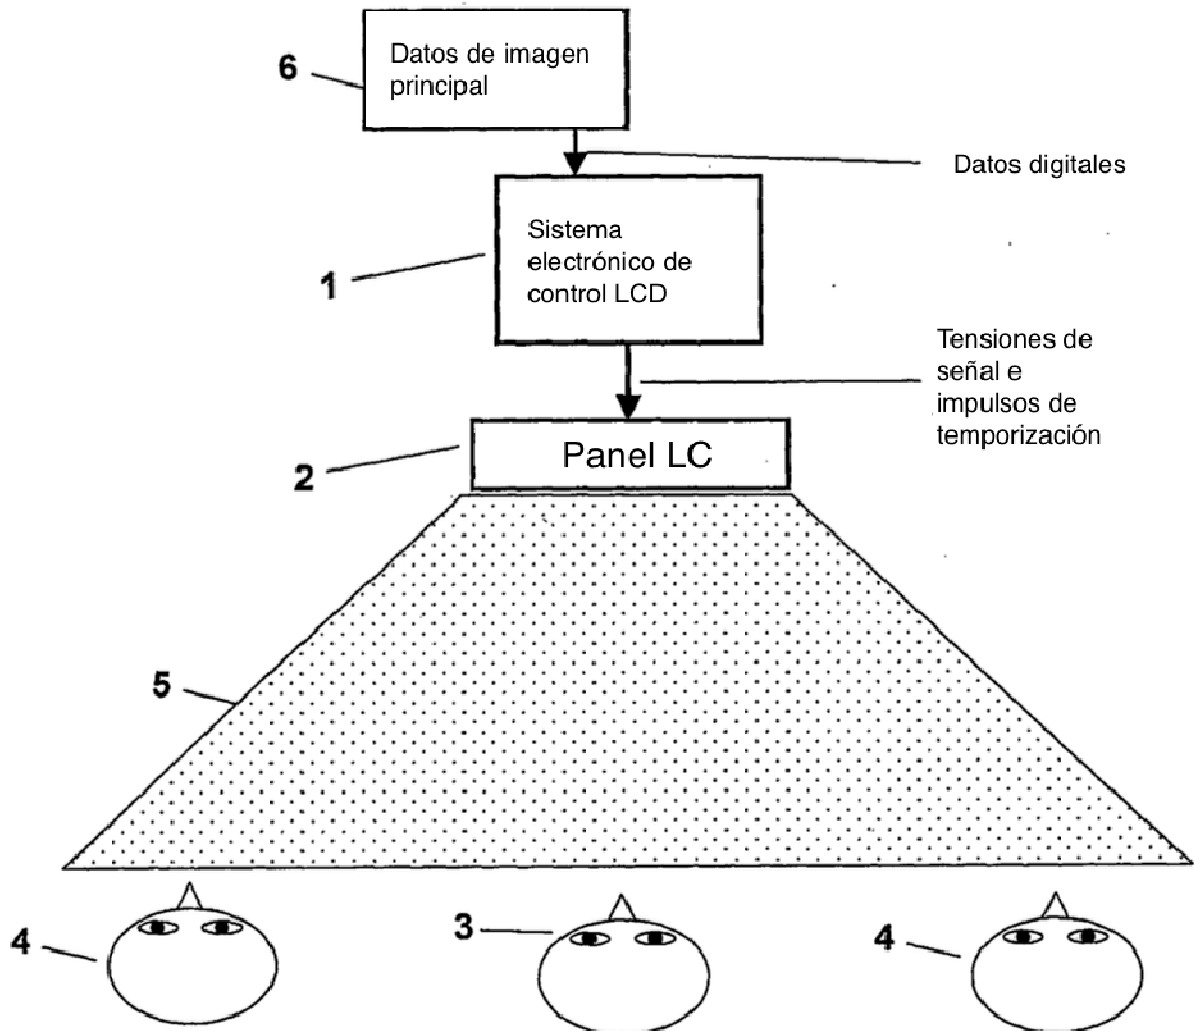 6
Datos de imagen
principal
Datos digitales
Sistema
electrónico de
control LCD
1
Tensiones de
señal e
impulsos de
temporización
Panel LC
2
5
4
3
4